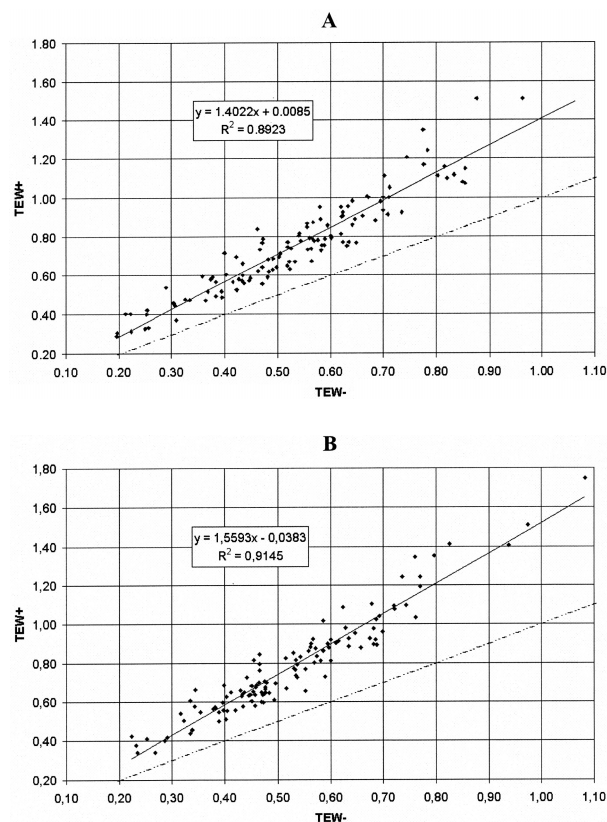 A
1.80
1.60
1.40
1.20
1.00
0.80
0.60
0.40
0.20
TEW+
y = 1.4022x + 0.0085
R² = 0.8923
0.10 0.20 0.30 0.40 0.50 0.60 0.70 0.80 0.90 1.00 1.10
TEW-
B
1,80
1,60
1,40
1,20
1,00
0,80
0,60
0,40
0,20
TEW+
y = 1,5593x - 0,0383
R² = 0,9145
0,10 0,20 0,30 0,40 0,50 0,60 0,70 0,80 0,90 1,00 1,10
TEW-